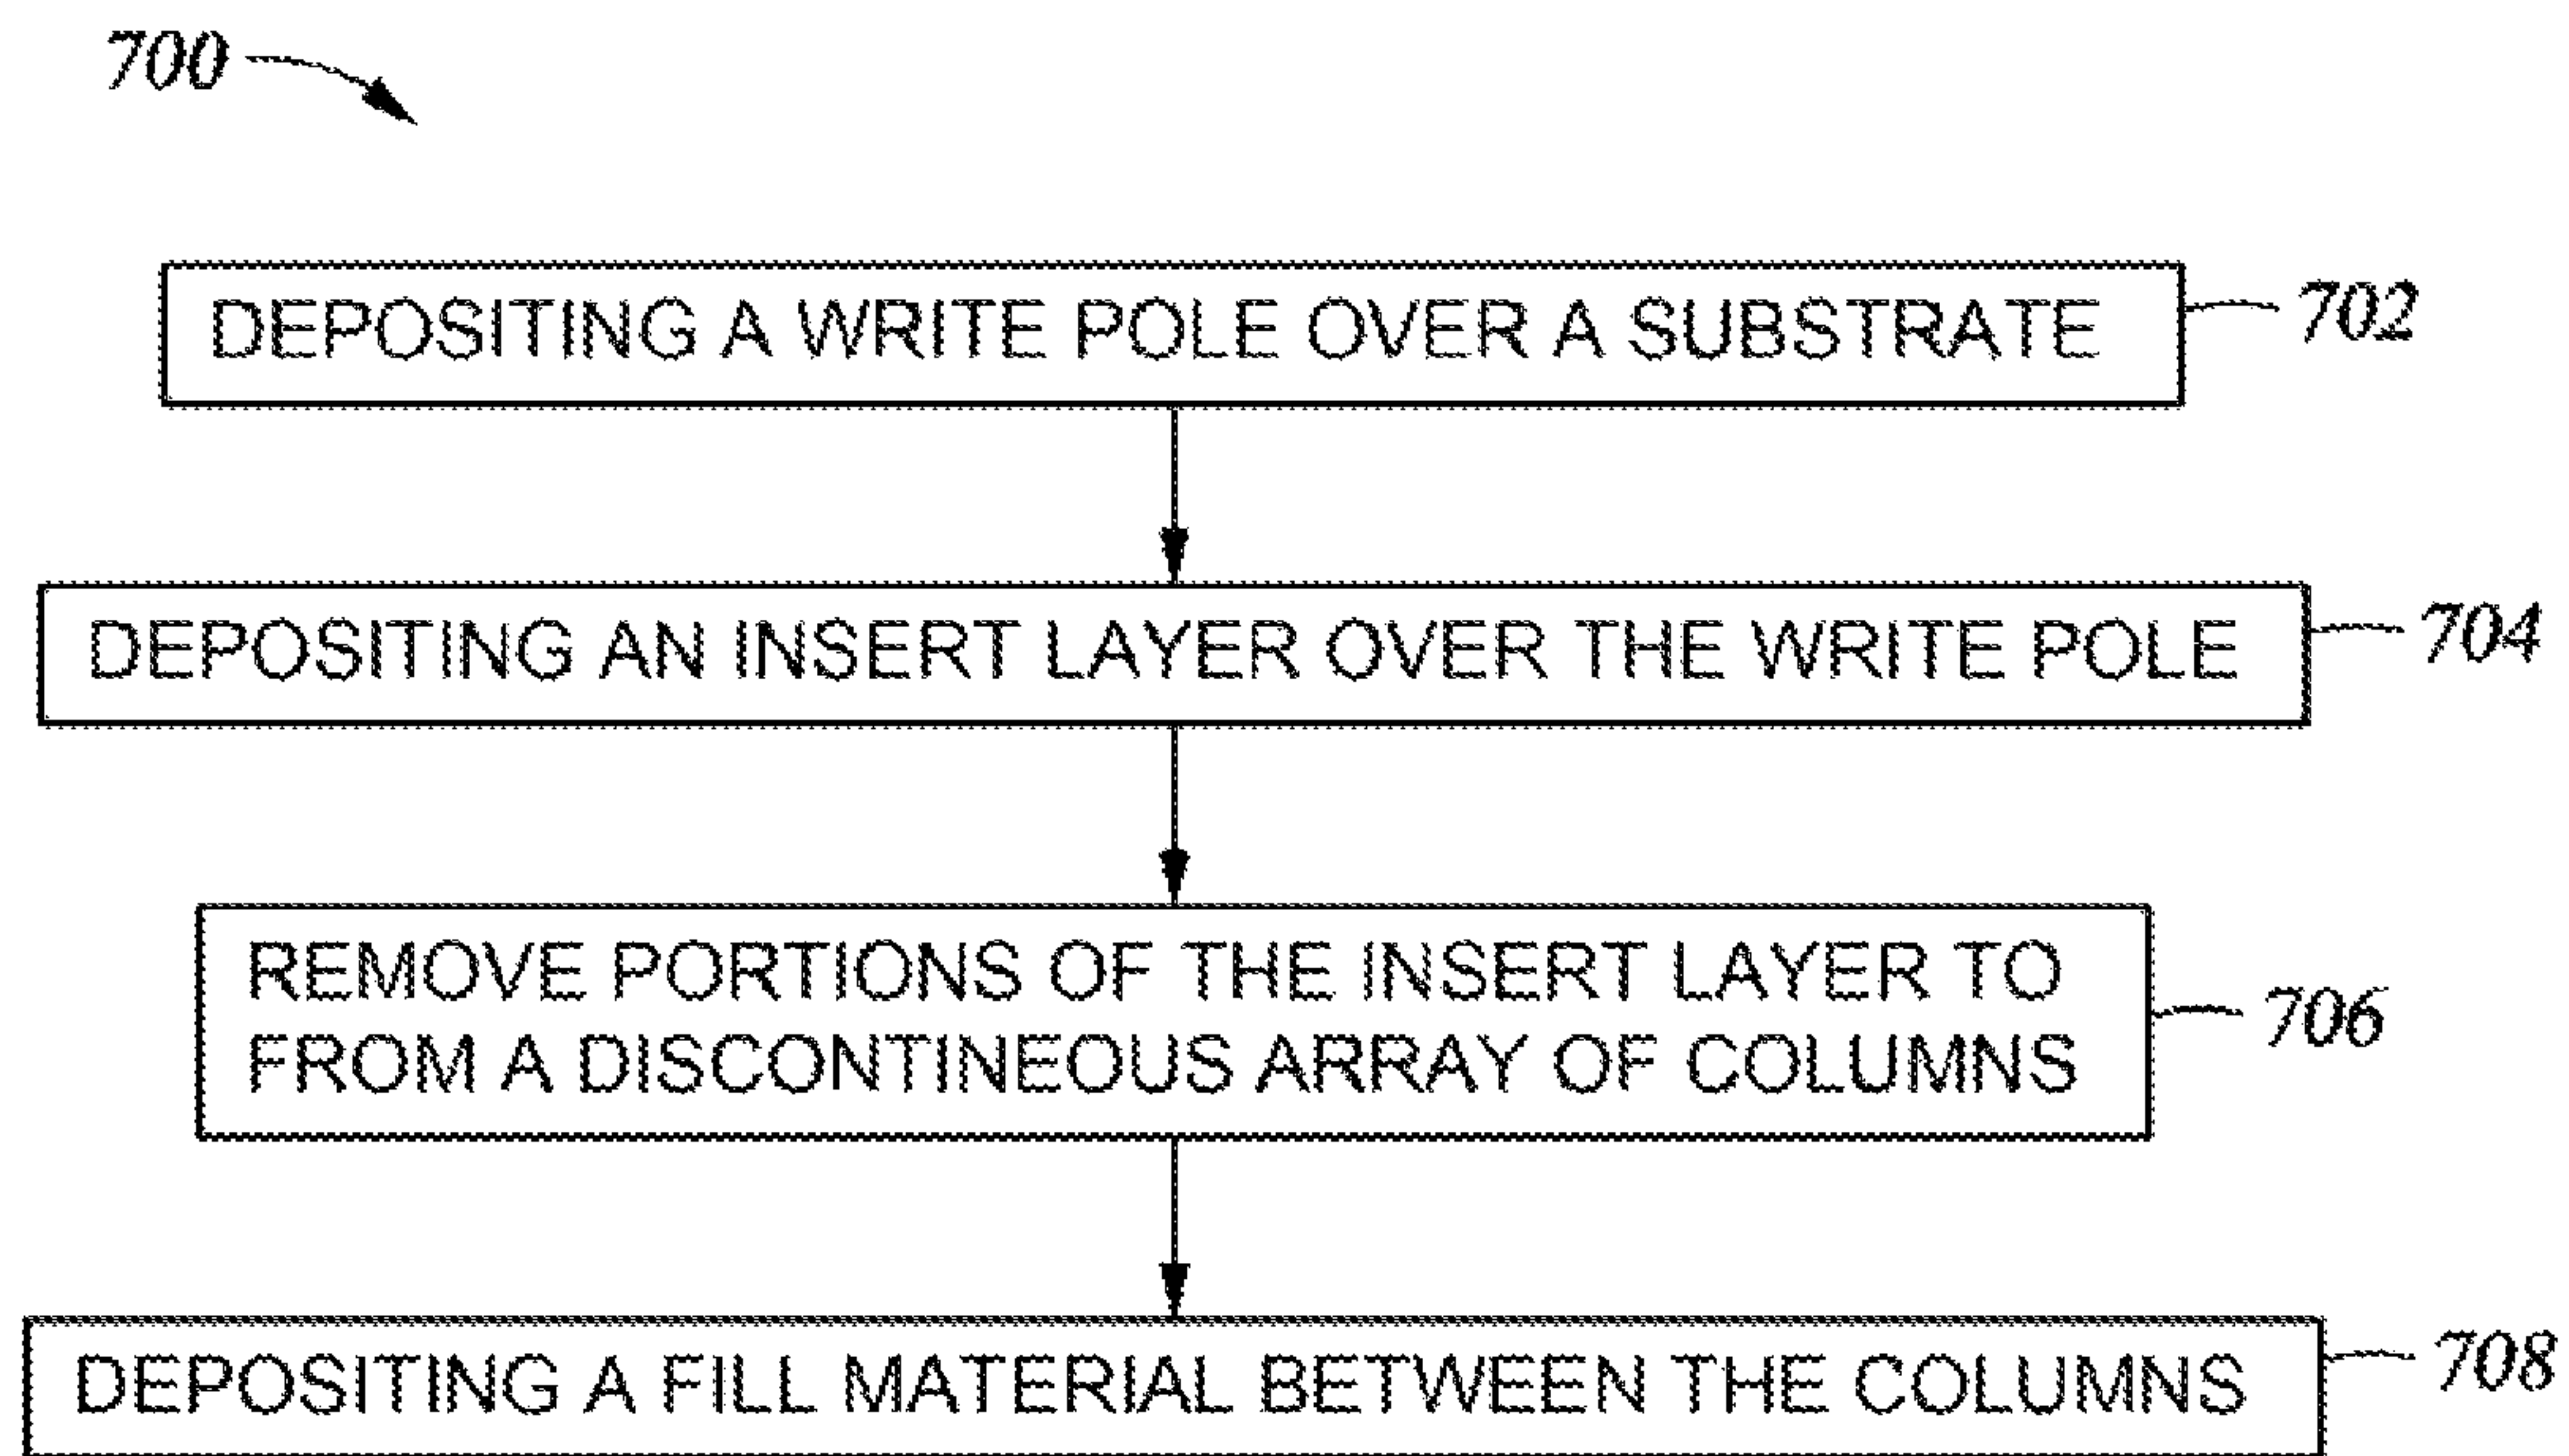 700
DEPOSITING A WRITE POLE OVER A SUBSTRATE 702
DEPOSITING AN INSERT LAYER OVER THE WRITE POLE 704
REMOVE PORTIONS OF THE INSERT LAYER TO
FROM A DISCONTINEOUS ARRAY OF COLUMNS 706
DEPOSITING A FILL MATERIAL BETWEEN THE COLUMNS 708